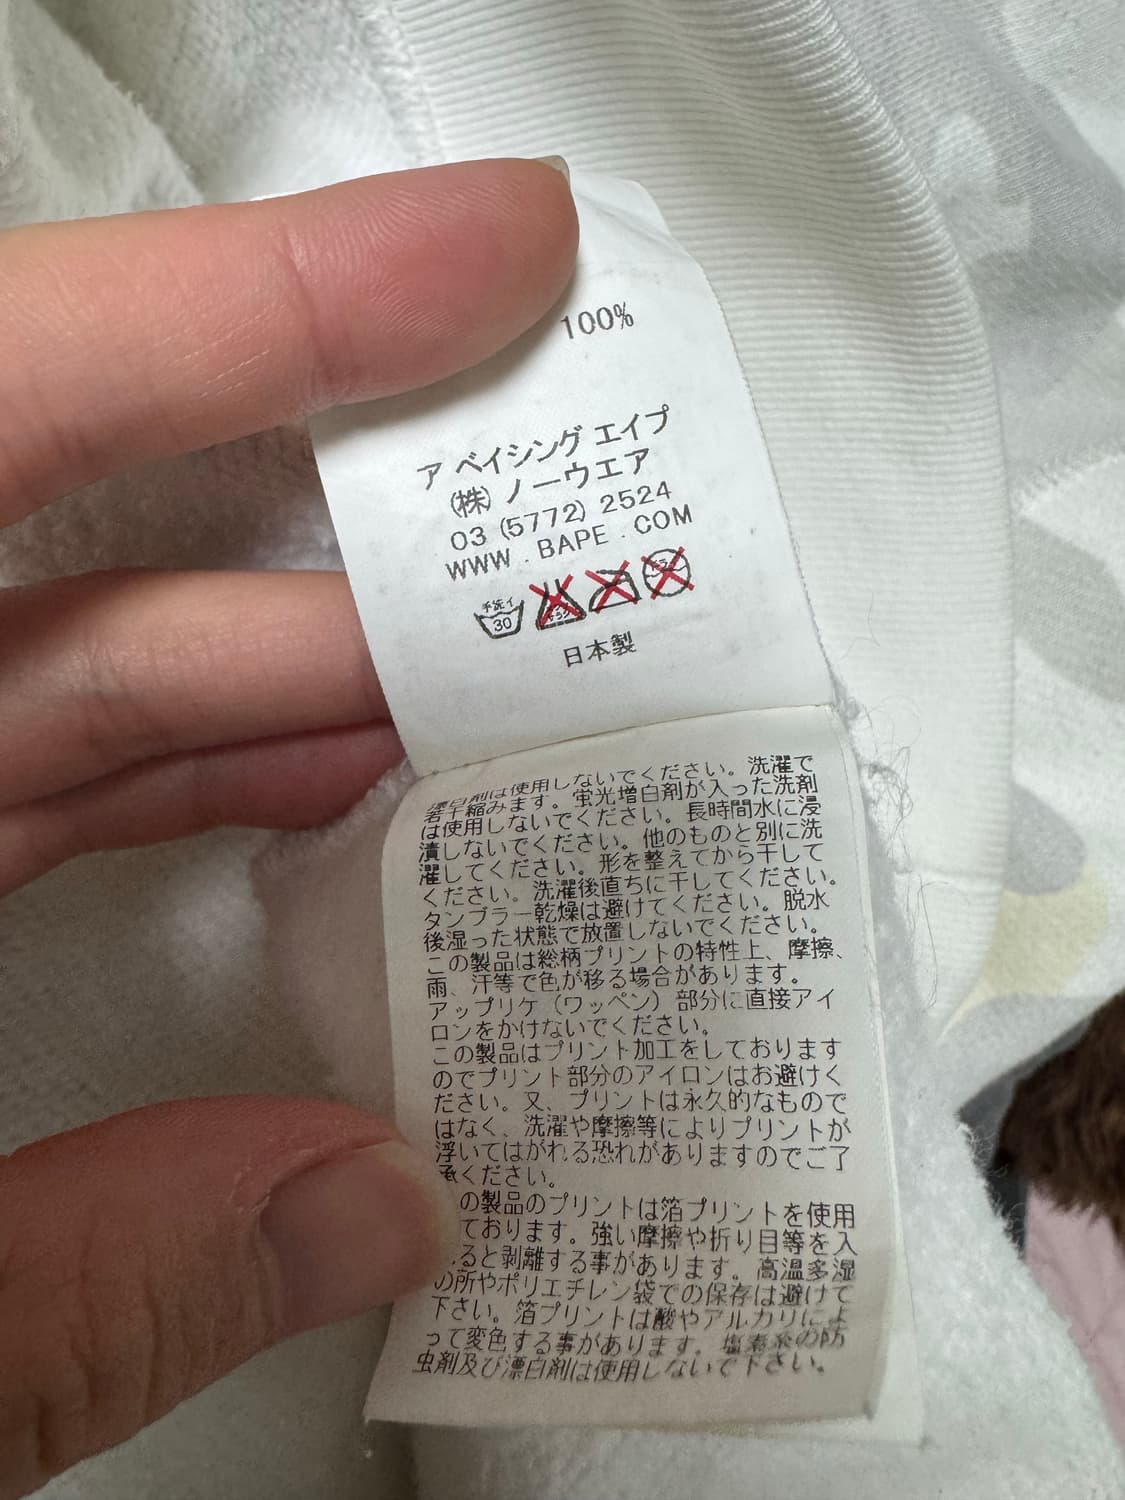 100%
ア ベイシング エイプ
(株) ノーウエア
03 (5772) 2524
WWW . BAPE . COM
手洗イ
30
ドライ
日本製
漂白剤は使用しないでください。洗濯で
若干縮みます。蛍光増白剤が入った洗剤
は使用しないでください。長時間水に浸
漬しないでください。他のものと別に洗
濯してください。形を整えてから干して
ください。洗濯後直ちに干してください。
タンブラー乾燥は避けてください。脱水
後湿った状態で放置しないでください。
この製品は総柄プリントの特性上、摩擦、
雨、汗等で色が移る場合があります。
アップリケ（ワッペン）部分に直接アイ
ロンをかけないでください。
この製品はプリント加工をしております
のでプリント部分のアイロンはお避けく
ださい。又、プリントは永久的なもので
はなく、洗濯や摩擦等によりプリントが
浮いてはがれる恐れがありますのでご了
承ください。
の製品のプリントは箔プリントを使用
ております。強い摩擦や折り目等を入
ると剥離する事があります。高温多湿
の所やポリエチレン袋での保存は避けて
下さい。箔プリントは酸やアルカリによ
って変色する事があります。塩素系の防
虫剤及び漂白剤は使用しないで下さい。